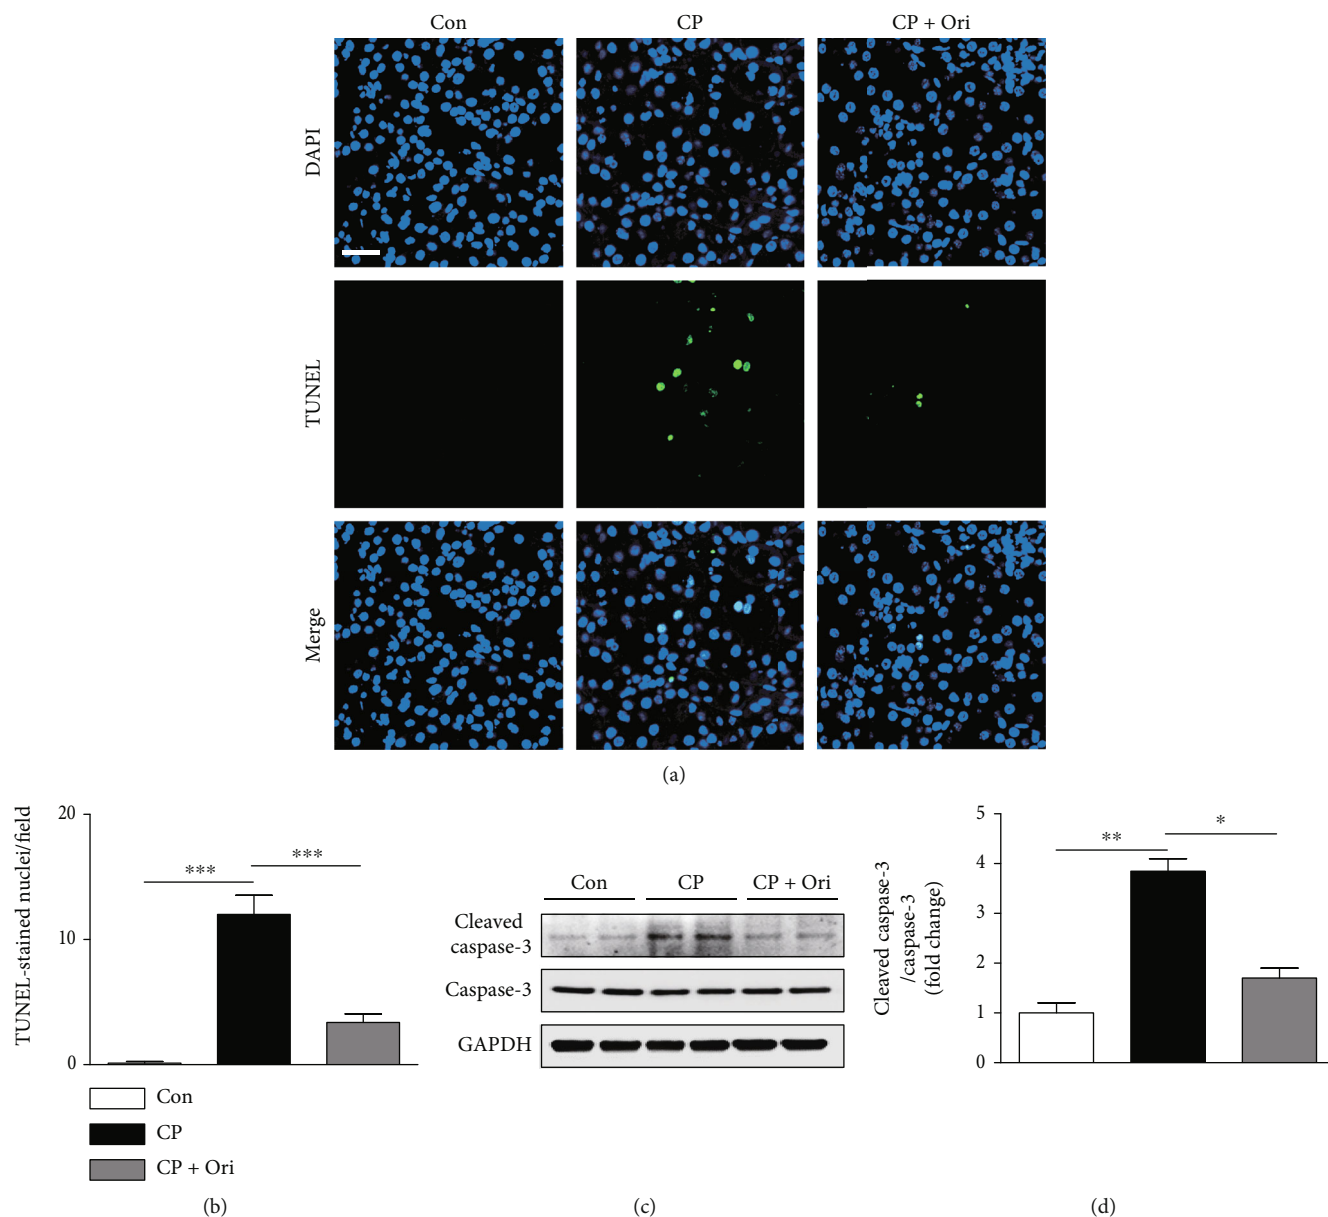 Con
CP
CP + Ori
DAPI
TUNEL
Merge
(a)
TUNEL-stained nuclei/field
20
10
0
***
***
Con
CP
CP + Ori
(b)
Con
CP
CP + Ori
Cleaved
caspase-3
Caspase-3
GAPDH
(c)
Cleaved caspase-3
/caspase-3
(fold change)
5
4
3
2
1
0
**
*
(d)